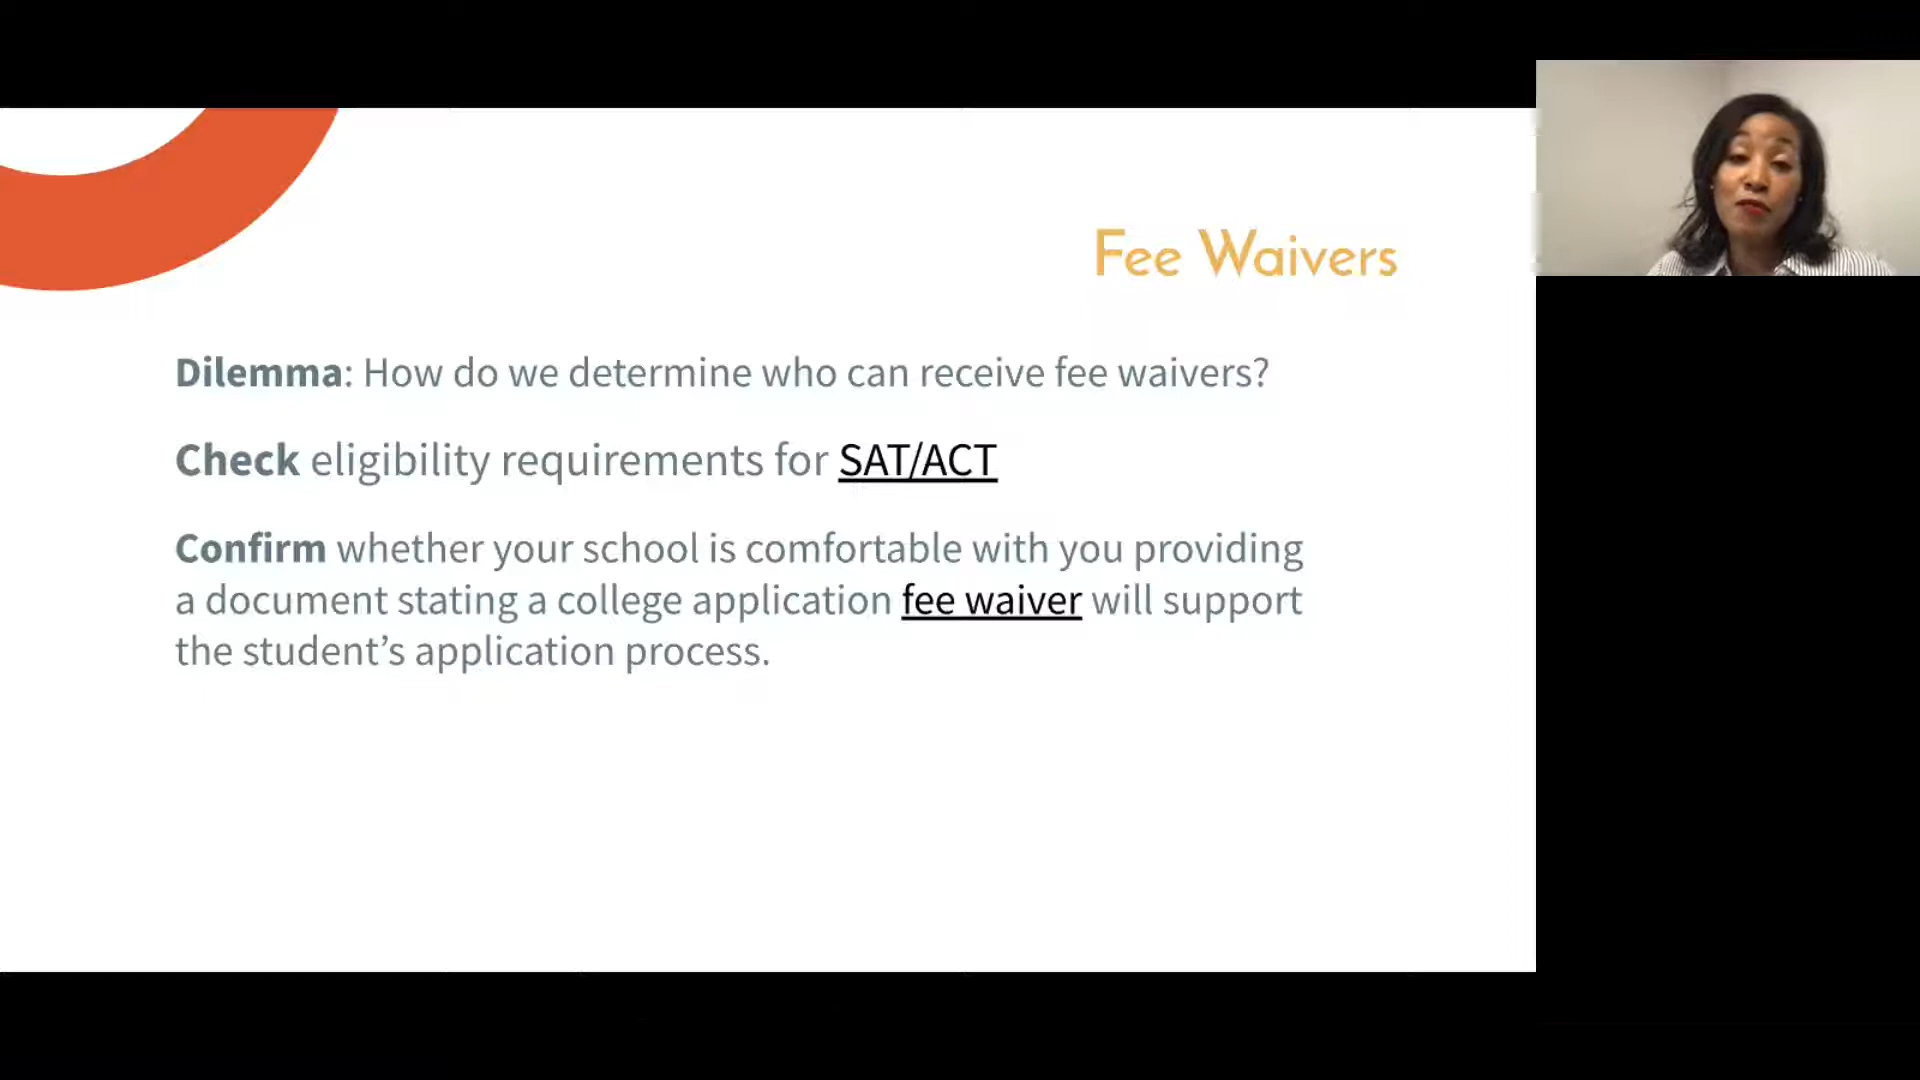 Fee Waivers
Dilemma: How do we determine who can receive fee waivers?
Check eligibility requirements for SAT/ACT
Confirm whether your school is comfortable with you providing
a document stating a college application fee waiver will support
the student’s application process.